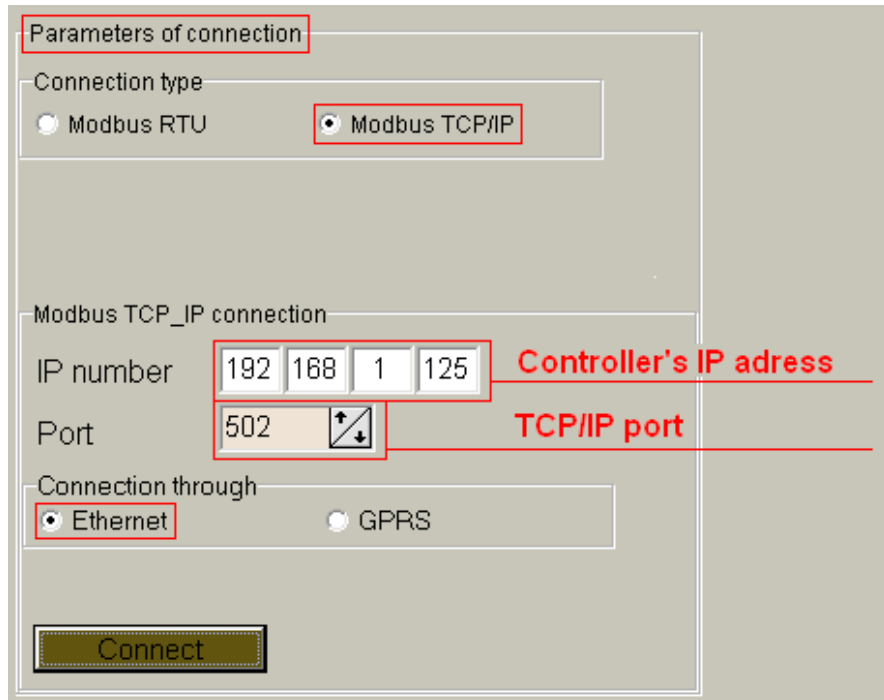 Parameters of connection
Connection type
Modbus RTU Modbus TCP/IP
Modbus TCP_IP connection
IP number 192 168 1 125 Controller's IP adress
Port 502 TCP/IP port
Connection through
Ethernet GPRS
Connect